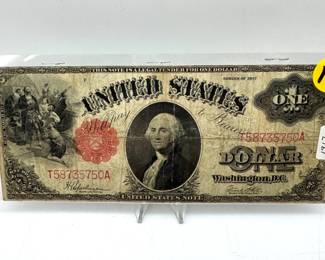 THIS NOTE IS A LEGAL TENDER FOR ONE DOLLAR
SERIES OF 1917
UNITED STATES
ONE
T58735750A
T58735750A
DOLLAR
Washington, D.C.
UNITED STATES NOTE